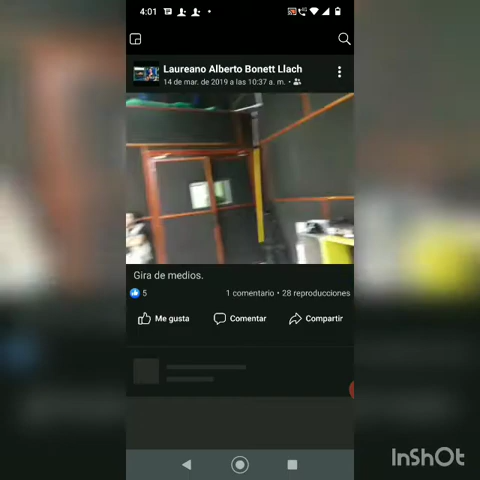 4:01
Laureano Alberto Bonett Llach
14 de mar. de 2019 a las 10:37 a. m. •
Gira de medios.
5
1 comentario • 28 reproducciones
Me gusta
Comentar
Compartir
InShOt